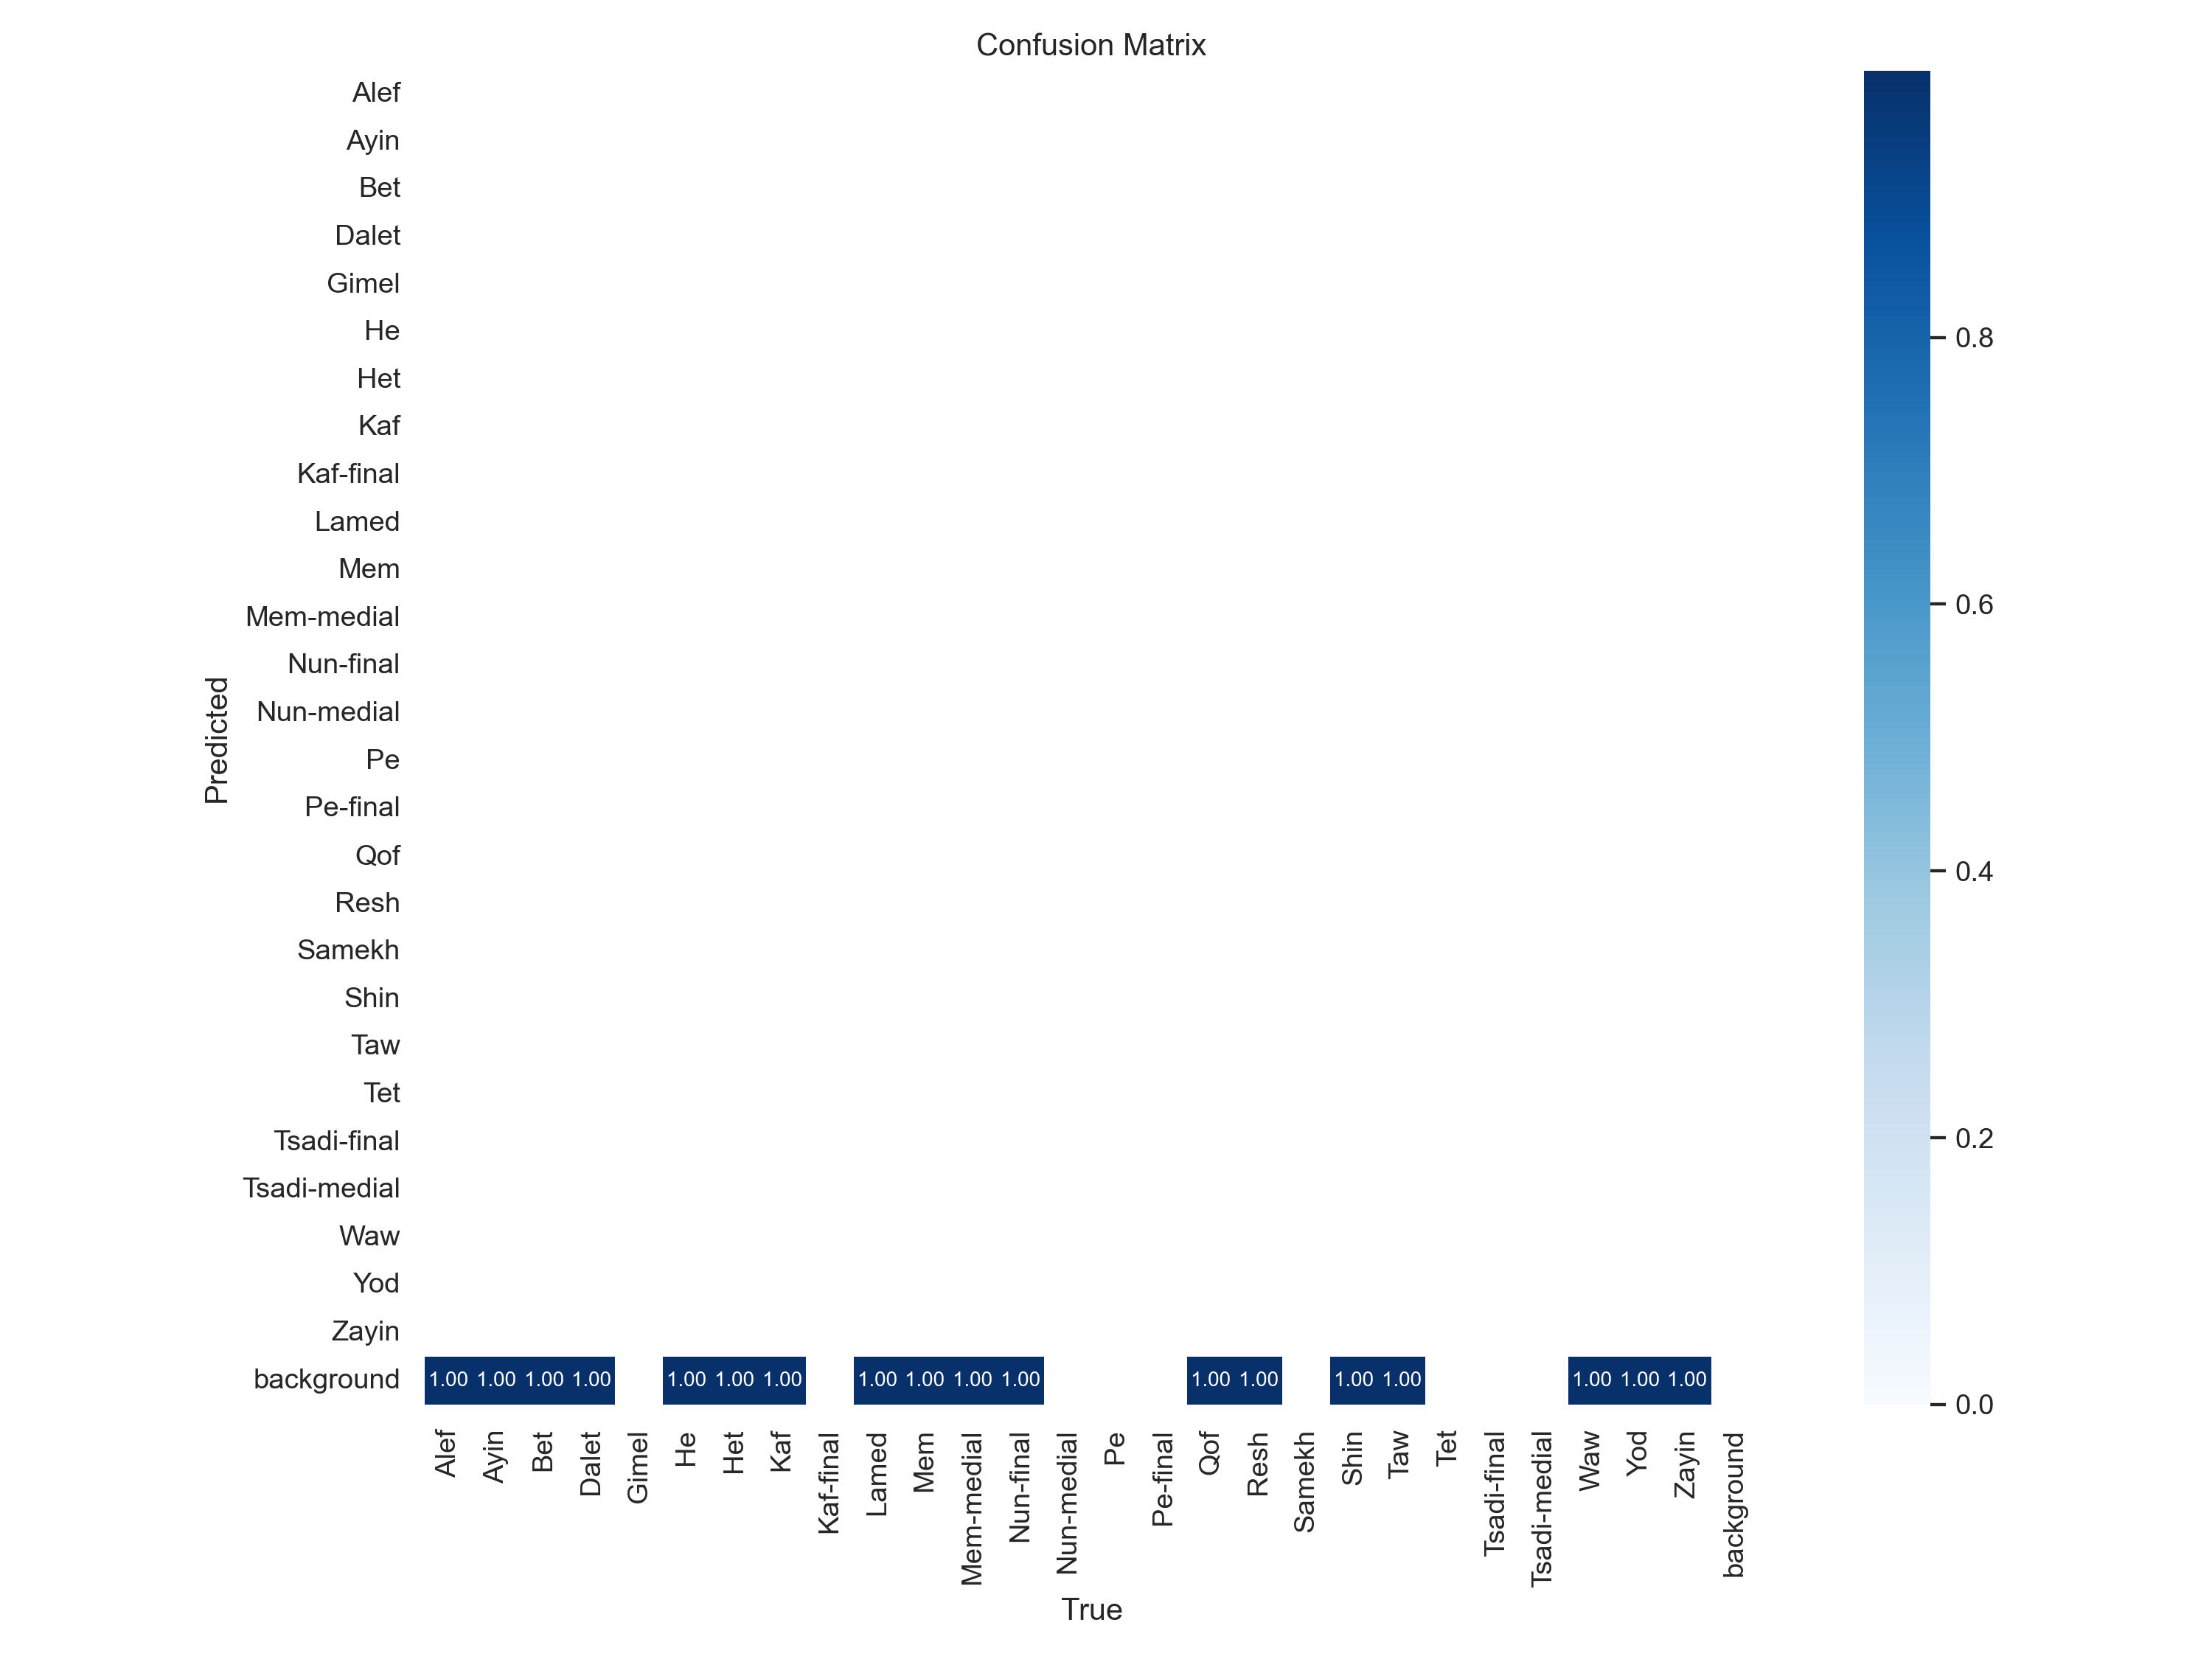 Confusion Matrix
Alef
Ayin
Bet
Dalet
Gimel
He
Het
Kaf
Kaf-final
Lamed
Mem
Mem-medial
Nun-final
Nun-medial
Pe
Pe-final
Qof
Resh
Samekh
Shin
Taw
Tet
Tsadi-final
Tsadi-medial
Waw
Yod
Zayin
background
Predicted
1.00 1.00 1.00 1.00 1.00 1.00 1.00 1.00 1.00 1.00 1.00 1.00 1.00 1.00 1.00 1.00 1.00 1.00
Alef
Ayin
Bet
Dalet
Gimel
He
Het
Kaf
Kaf-final
Lamed
Mem
Mem-medial
Nun-final
Nun-medial
Pe
Pe-final
Qof
Resh
Samekh
Shin
Taw
Tet
Tsadi-final
Tsadi-medial
Waw
Yod
Zayin
background
True
0.8
0.6
0.4
0.2
0.0